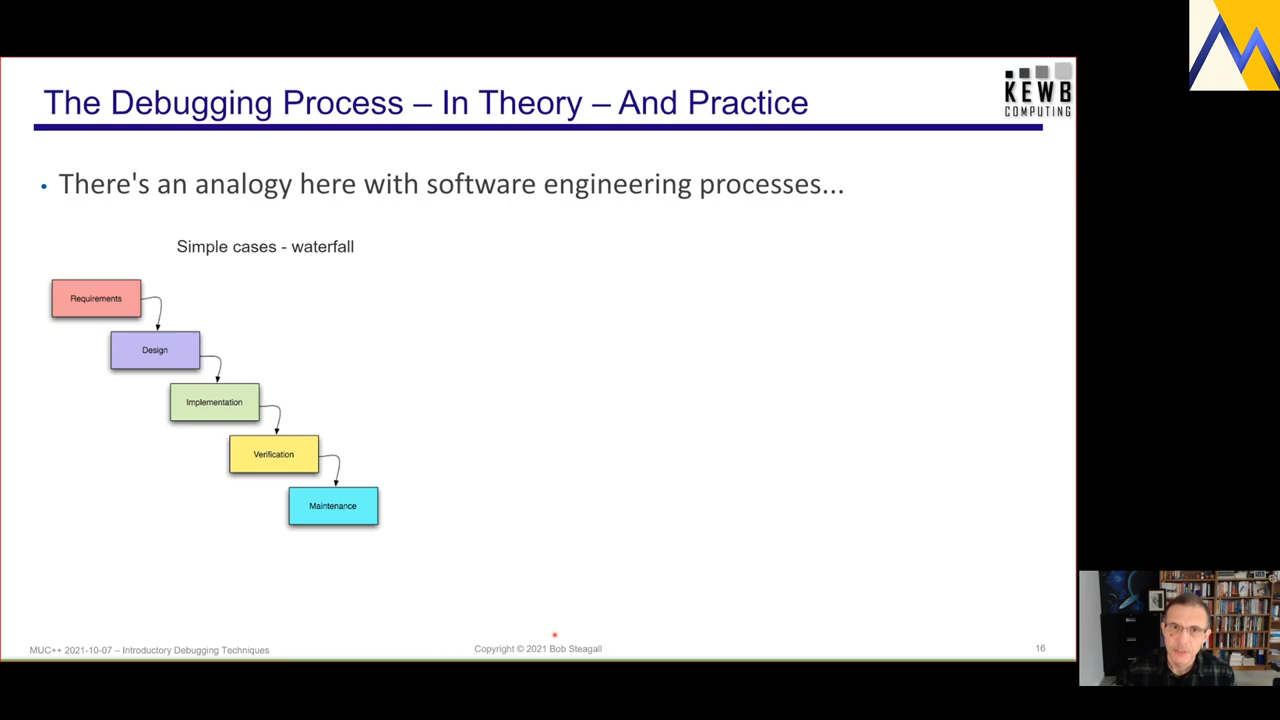 The Debugging Process – In Theory – And Practice
KEWB
COMPUTING
• There's an analogy here with software engineering processes...
Simple cases - waterfall
Requirements
Design
Implementation
Verification
Maintenance
MUC++ 2021-10-07 – Introductory Debugging Techniques
Copyright © 2021 Bob Steagall
16